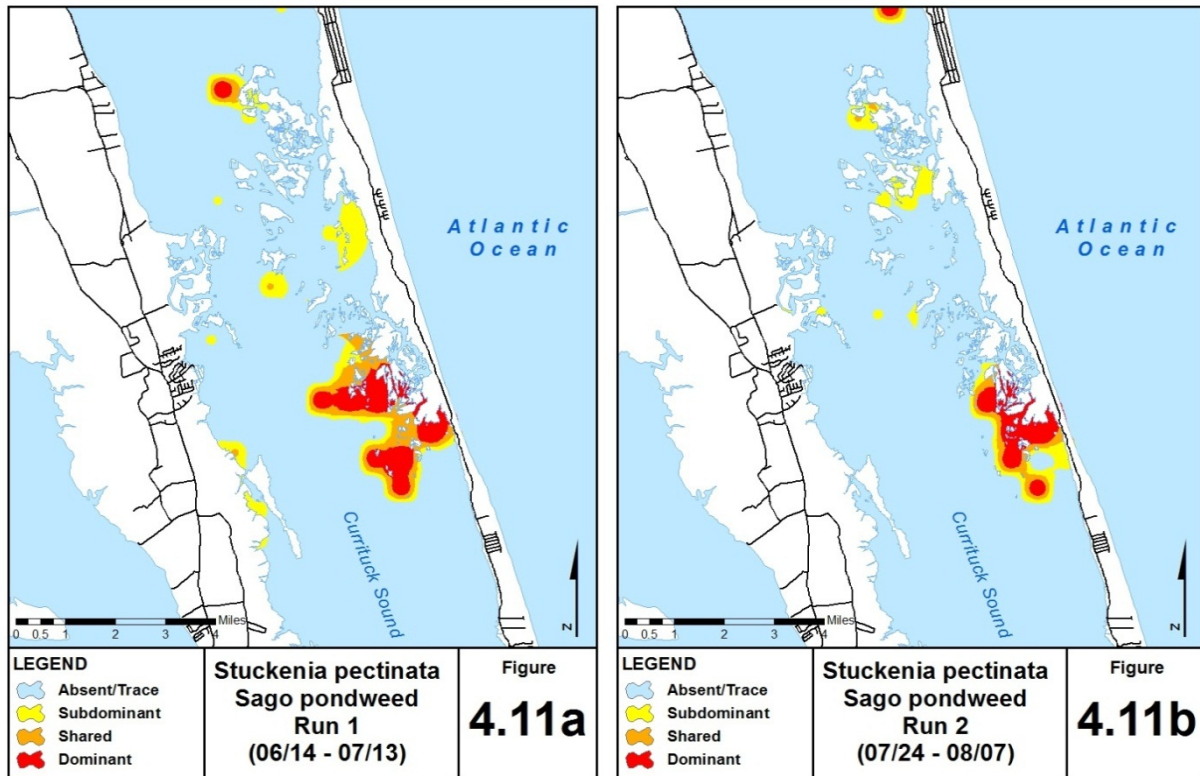 Atlantic
Ocean
Currituck Sound
Miles
0 0.5 1 2 3 4
N
LEGEND
Absent/Trace
Subdominant
Shared
Dominant
Stuckenia pectinata
Sago pondweed
Run 1
(06/14 - 07/13)
Figure
4.11a
Atlantic
Ocean
Currituck Sound
Miles
0 0.5 1 2 3 4
N
LEGEND
Absent/Trace
Subdominant
Shared
Dominant
Stuckenia pectinata
Sago pondweed
Run 2
(07/24 - 08/07)
Figure
4.11b